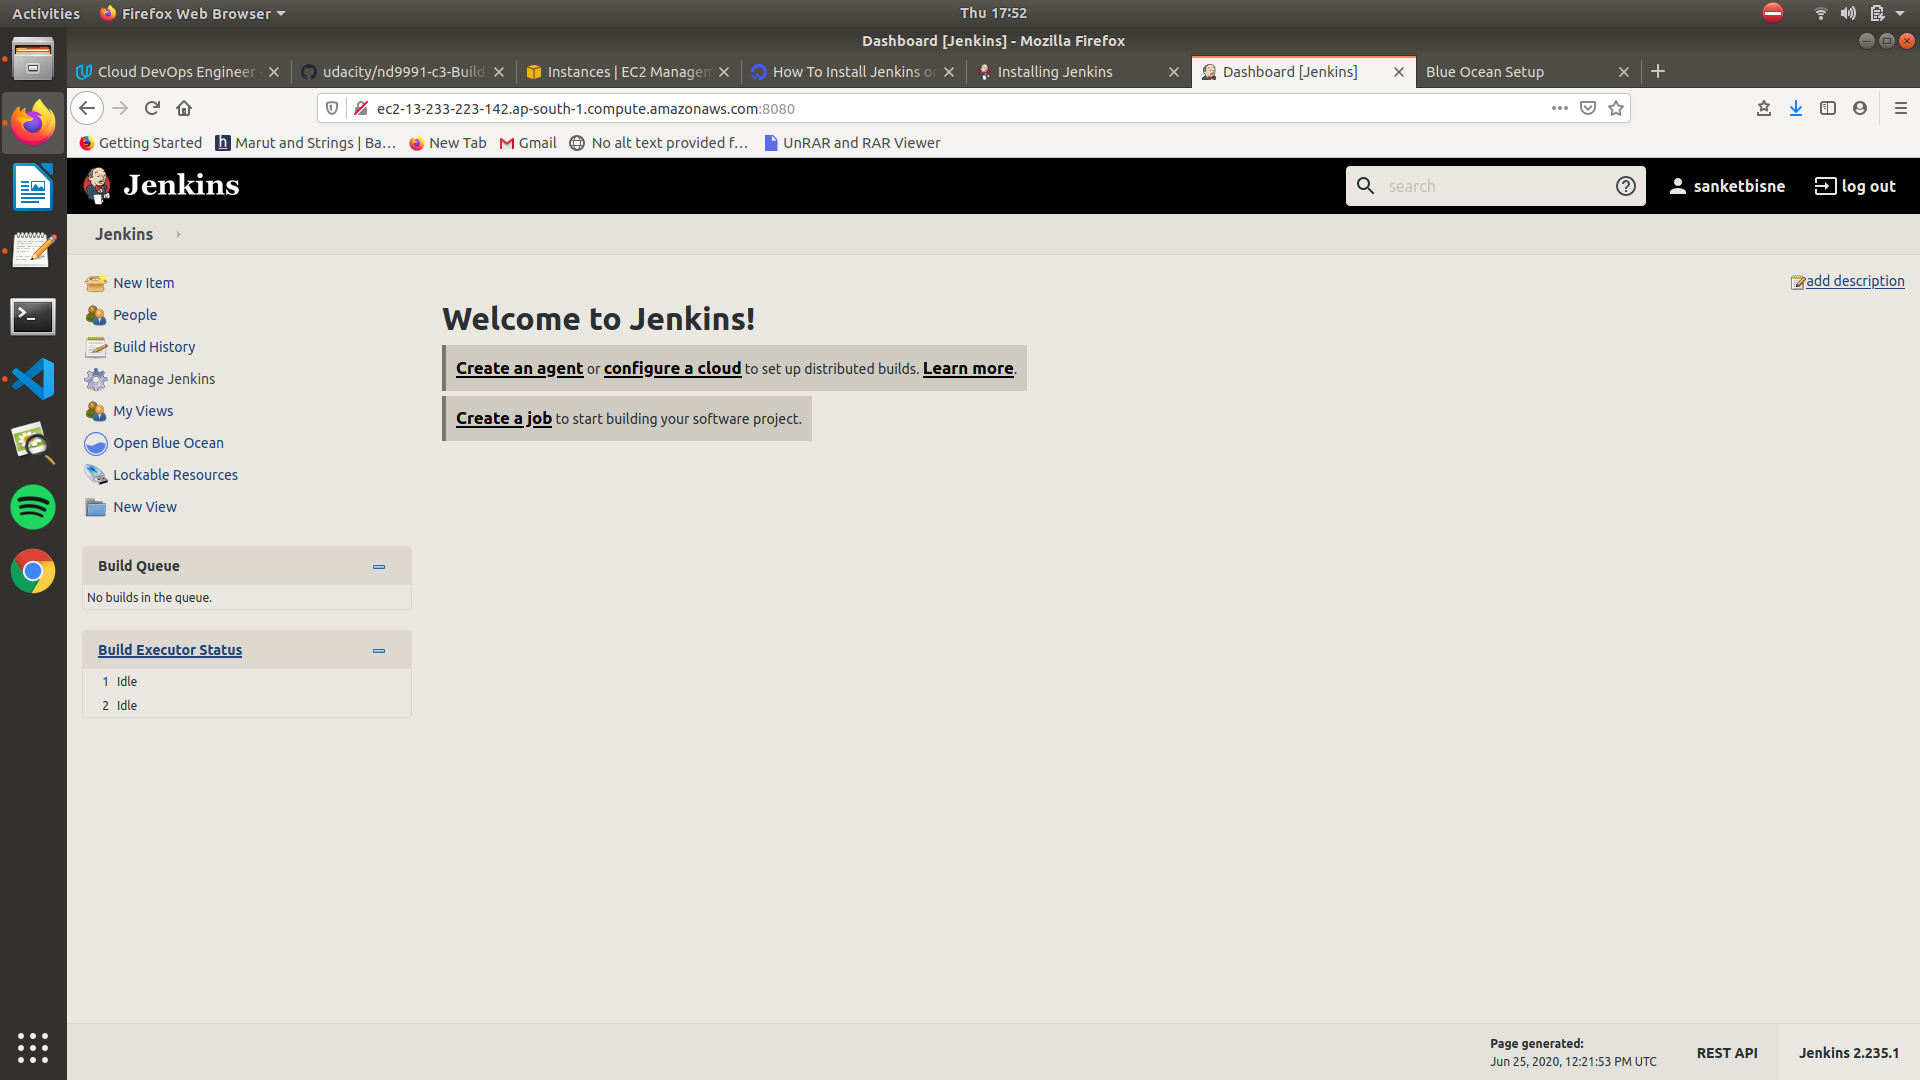 Activities Firefox Web Browser Thu 17:52
Dashboard [Jenkins] - Mozilla Firefox
Cloud DevOps Engineer udacity/nd9991-c3-Build Instances | EC2 Managem How To Install Jenkins on Installing Jenkins Dashboard [Jenkins] Blue Ocean Setup
ec2-13-233-223-142.ap-south-1.compute.amazonaws.com:8080
Getting Started Marut and Strings | Ba… New Tab Gmail No alt text provided f… UnRAR and RAR Viewer
Jenkins search sanketbisne log out
Jenkins
New Item
People
Build History
Manage Jenkins
My Views
Open Blue Ocean
Lockable Resources
New View
add description
Welcome to Jenkins!
Create an agent or configure a cloud to set up distributed builds. Learn more.
Create a job to start building your software project.
Build Queue
No builds in the queue.
Build Executor Status
1 Idle
2 Idle
Page generated:
Jun 25, 2020, 12:21:53 PM UTC
REST API
Jenkins 2.235.1